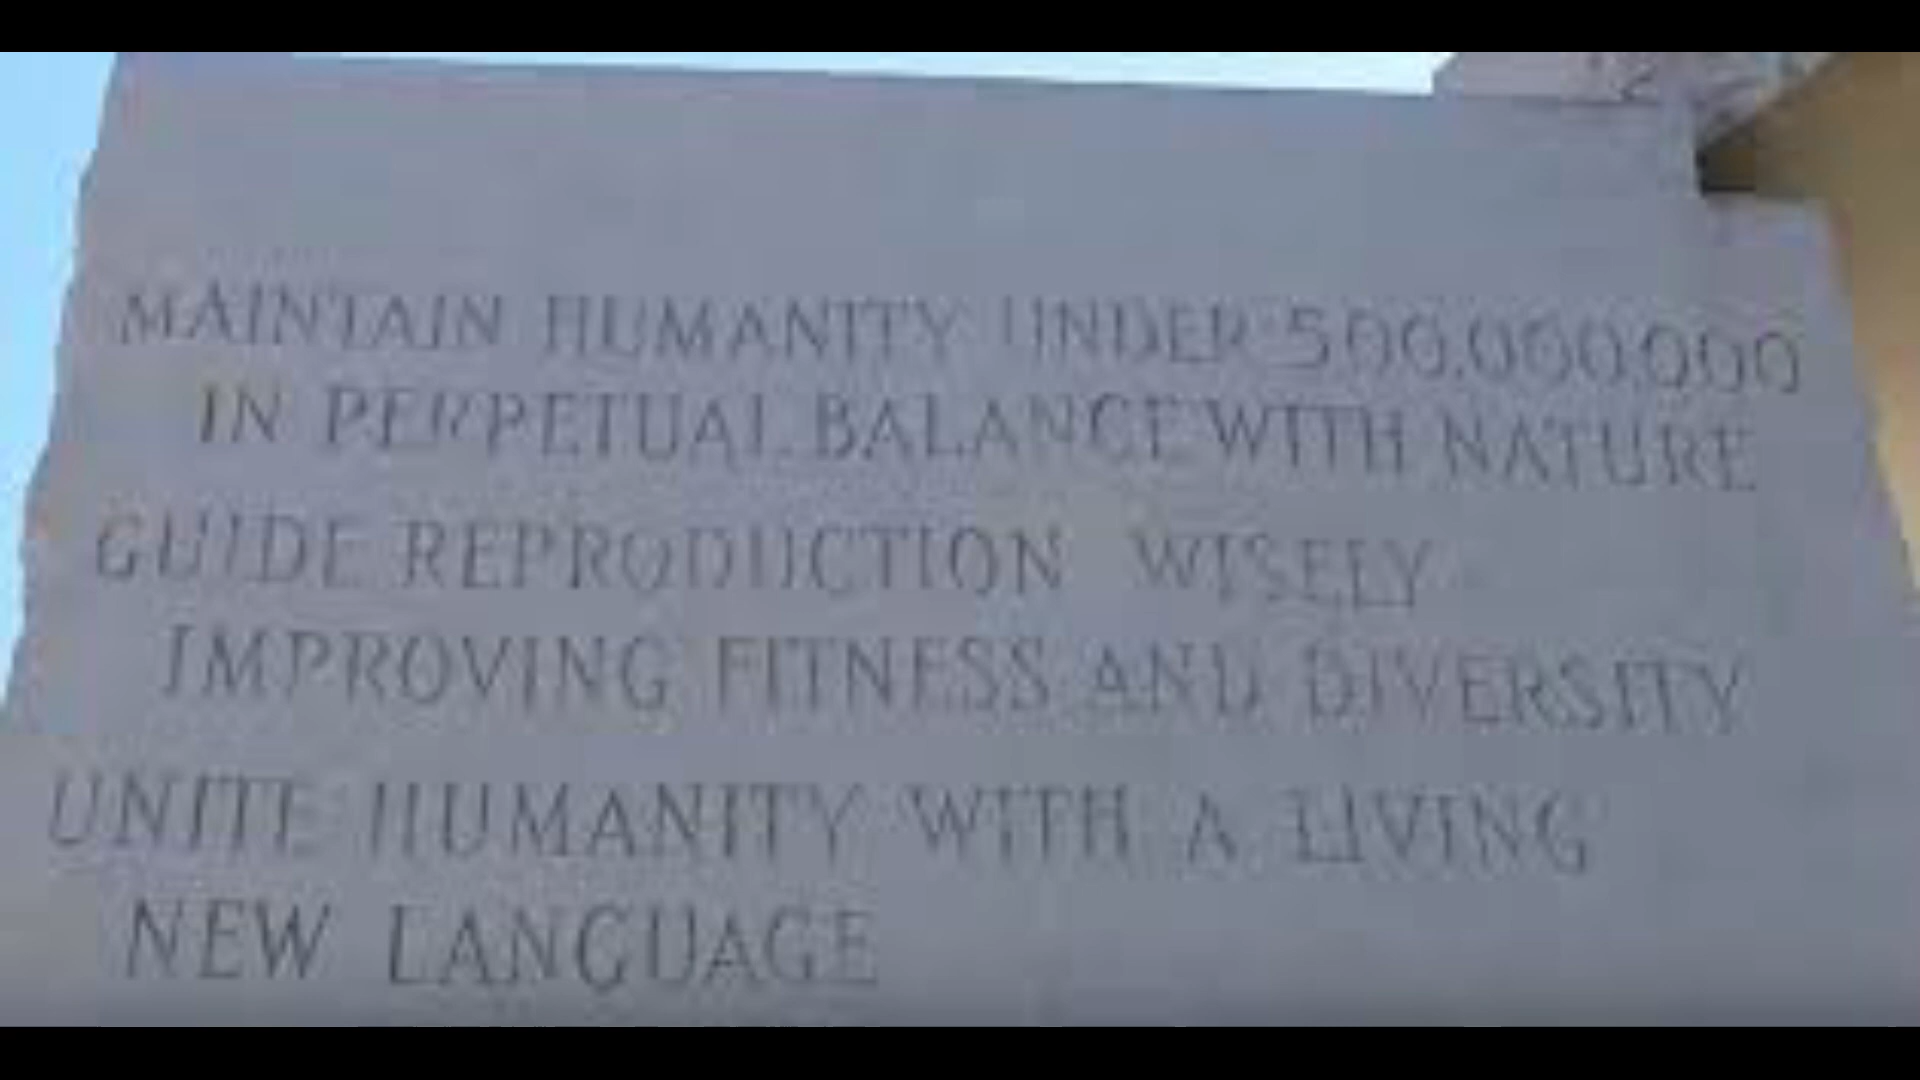 MAINTAIN HUMANITY UNDER 500,000,000
IN PERPETUAL BALANCE WITH NATURE
GUIDE REPRODUCTION WISELY
IMPROVING FITNESS AND DIVERSITY
UNITE HUMANITY WITH A LIVING
NEW LANGUAGE